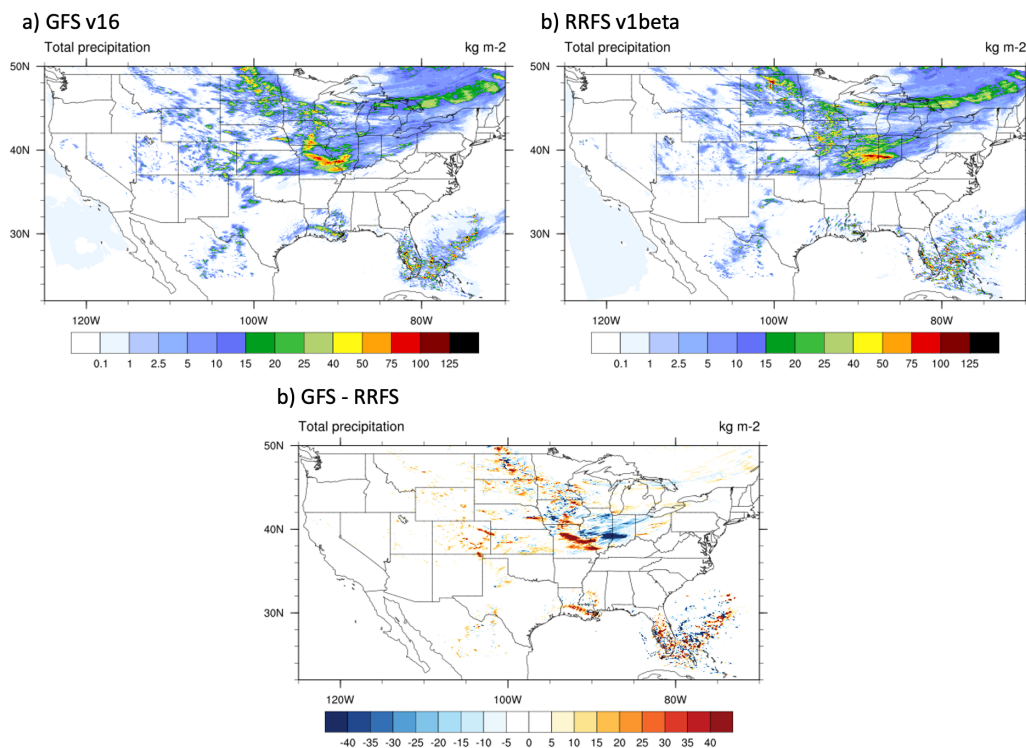 a) GFS v16
b) RRFS v1beta
Total precipitation kg m-2
Total precipitation kg m-2
50N
40N
30N
120W 100W 80W
0.1 1 2.5 5 10 15 20 25 30 40 50 75 100 125
50N
40N
30N
120W 100W 80W
0.1 1 2.5 5 10 15 20 25 30 40 50 75 100 125
b) GFS - RRFS
Total precipitation kg m-2
50N
40N
30N
120W 100W 80W
-40 -35 -30 -25 -20 -15 -10 -5 0 5 10 15 20 25 30 35 40